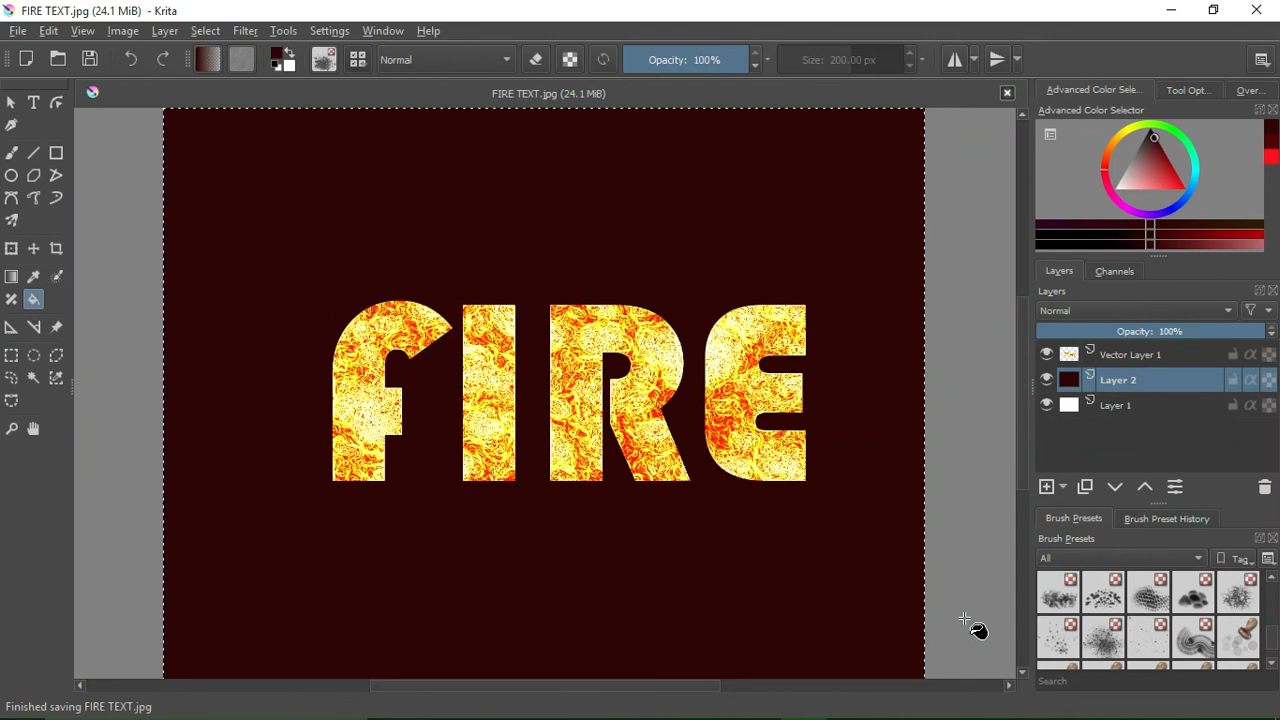 FIRE TEXT.jpg (24.1 MiB) - Krita
File Edit View Image Layer Select Filter Tools Settings Window Help
Normal Opacity: 100% Size: 200.00 px
FIRE TEXT.jpg (24.1 MiB)
Advanced Color Sele... Tool Opt... Over...
Advanced Color Selector
FIRE
Layers Channels
Layers
Normal
Opacity: 100%
Vector Layer 1
Layer 2
Layer 1
Brush Presets Brush Preset History
Brush Presets
All Tag
Search
Finished saving FIRE TEXT.jpg